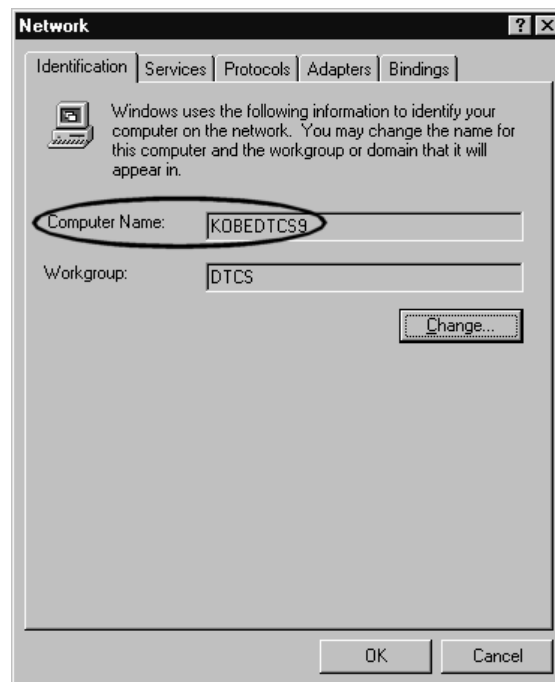 Network
Identification Services Protocols Adapters Bindings
Windows uses the following information to identify your
computer on the network. You may change the name for
this computer and the workgroup or domain that it will
appear in.
Computer Name: KOBEDTCS9
Workgroup: DTCS
Change...
OK Cancel